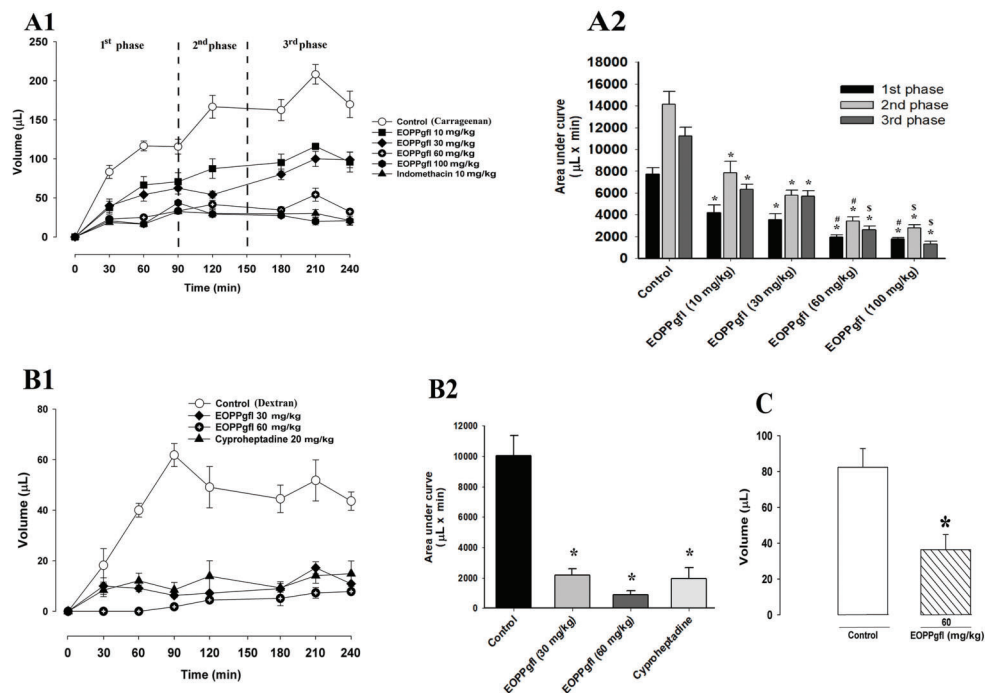 A1
1st phase 2nd phase 3rd phase
250
200
150
100
50
0
Volume (µL)
0 30 60 90 120 150 180 210 240
Time (min)
Control (Carrageenan)
EOPPgfl 10 mg/kg
EOPPgfl 30 mg/kg
EOPPgfl 60 mg/kg
EOPPgfl 100 mg/kg
Indomethacin 10 mg/kg
A2
18000
16000
14000
12000
10000
8000
6000
4000
2000
0
Area under curve
(µL x min)
1st phase
2nd phase
3rd phase
* * * * * * # * # * $ * # * $ * $ *
Control
EOPPgfl (10 mg/kg)
EOPPgfl (30 mg/kg)
EOPPgfl (60 mg/kg)
EOPPgfl (100 mg/kg)
B1
80
60
40
20
0
Volume (µL)
0 30 60 90 120 150 180 210 240
Time (min)
Control (Dextran)
EOPPgfl 30 mg/kg
EOPPgfl 60 mg/kg
Cyproheptadine 20 mg/kg
B2
12000
10000
8000
6000
4000
2000
0
Area under curve
(µL x min)
* * *
Control
EOPPgfl (30 mg/kg)
EOPPgfl (60 mg/kg)
Cyproheptadine
C
100
80
60
40
20
0
Volume (µL)
*
60
Control EOPPgfl (mg/kg)